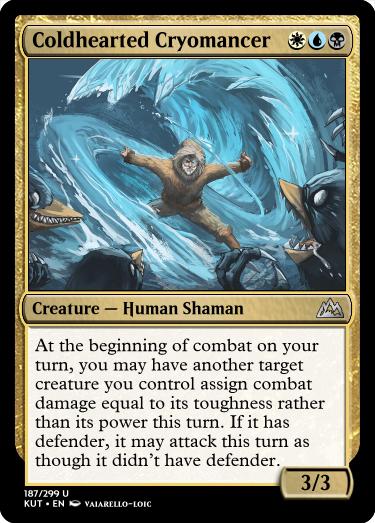 Coldhearted Cryomancer
Creature — Human Shaman
At the beginning of combat on your
turn, you may have another target
creature you control assign combat
damage equal to its toughness rather
than its power this turn. If it has
defender, it may attack this turn as
though it didn't have defender.
3/3
187/299 U
KUT • EN VAIARELLO-LOIC